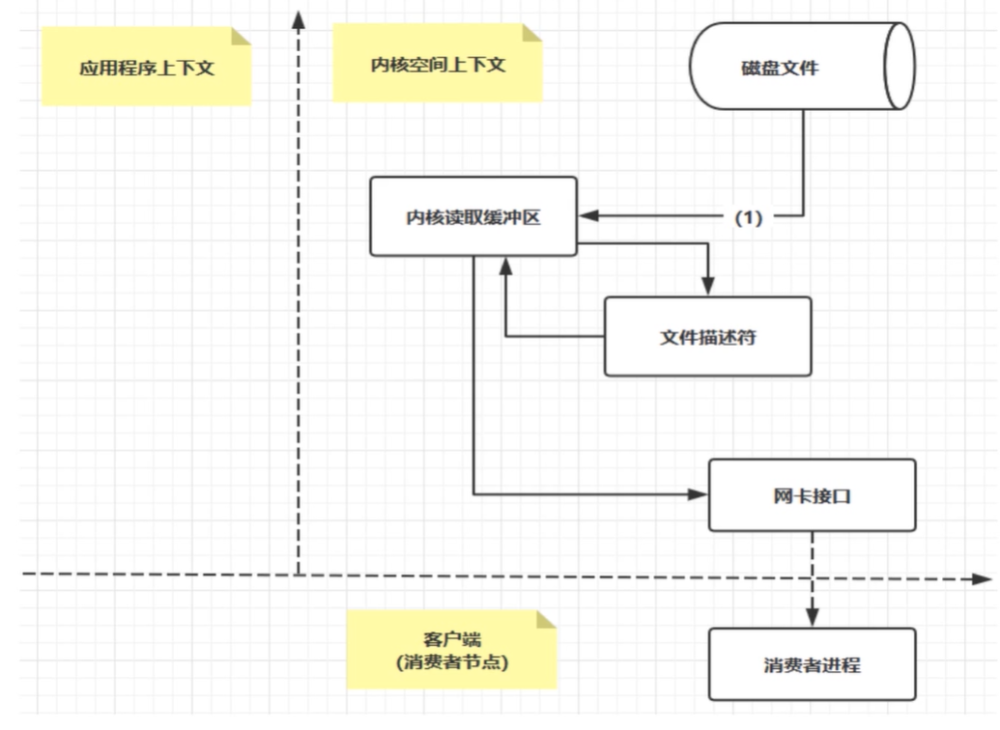 应用程序上下文
内核空间上下文
磁盘文件
内核读取缓冲区
(1)
文件描述符
网卡接口
客户端
(消费者节点)
消费者进程